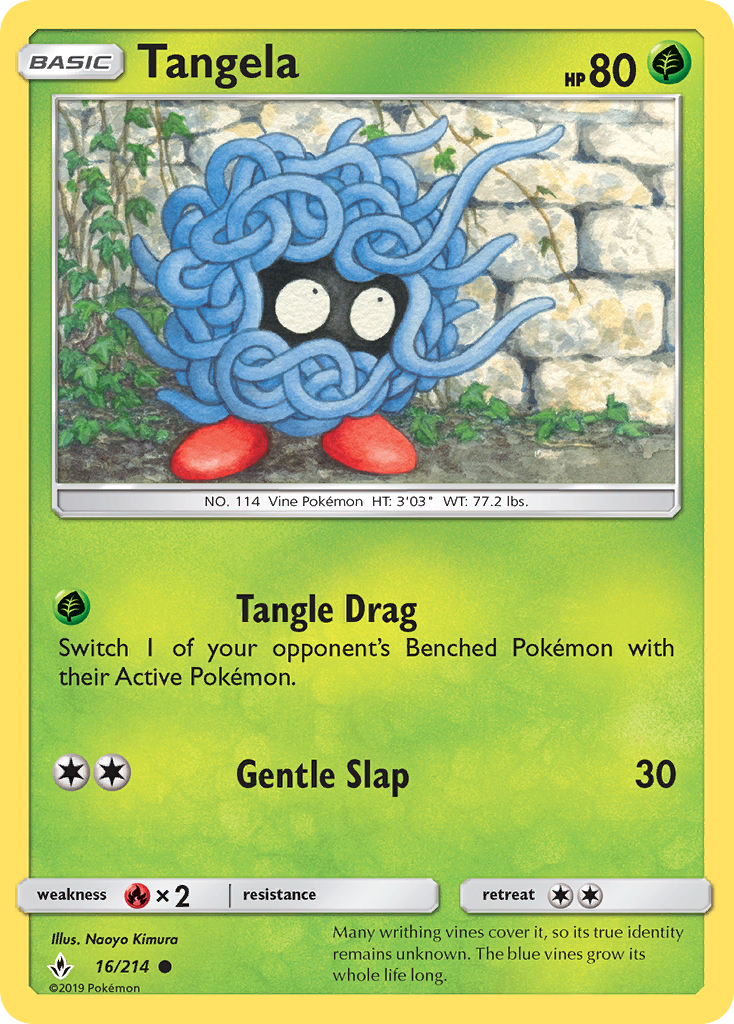 BASIC Tangela HP 80
NO. 114 Vine Pokémon HT: 3'03" WT: 77.2 lbs.
Tangle Drag
Switch 1 of your opponent's Benched Pokémon with
their Active Pokémon.
Gentle Slap 30
weakness × 2 resistance retreat
Illus. Naoyo Kimura
16/214
©2019 Pokémon
Many writhing vines cover it, so its true identity
remains unknown. The blue vines grow its
whole life long.